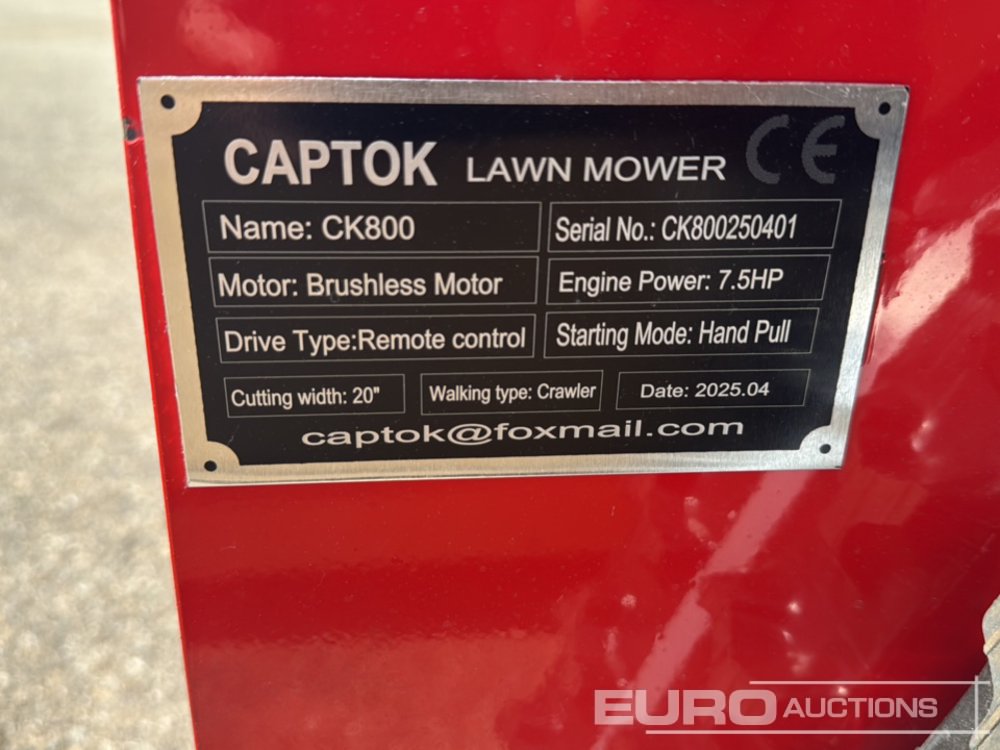 CAPTOK LAWN MOWER CE
Name: CK800 Serial No.: CK800250401
Motor: Brushless Motor Engine Power: 7.5HP
Drive Type:Remote control Starting Mode: Hand Pull
Cutting width: 20" Walking type: Crawler Date: 2025.04
captok@foxmail.com
EURO AUCTIONS